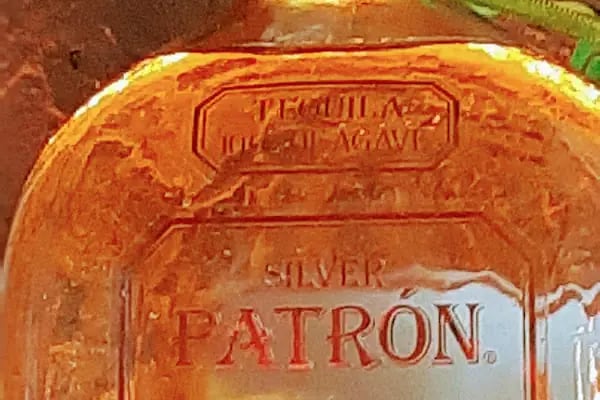 TEQUILA
100% DE AGAVE
SILVER
PATRÓN®